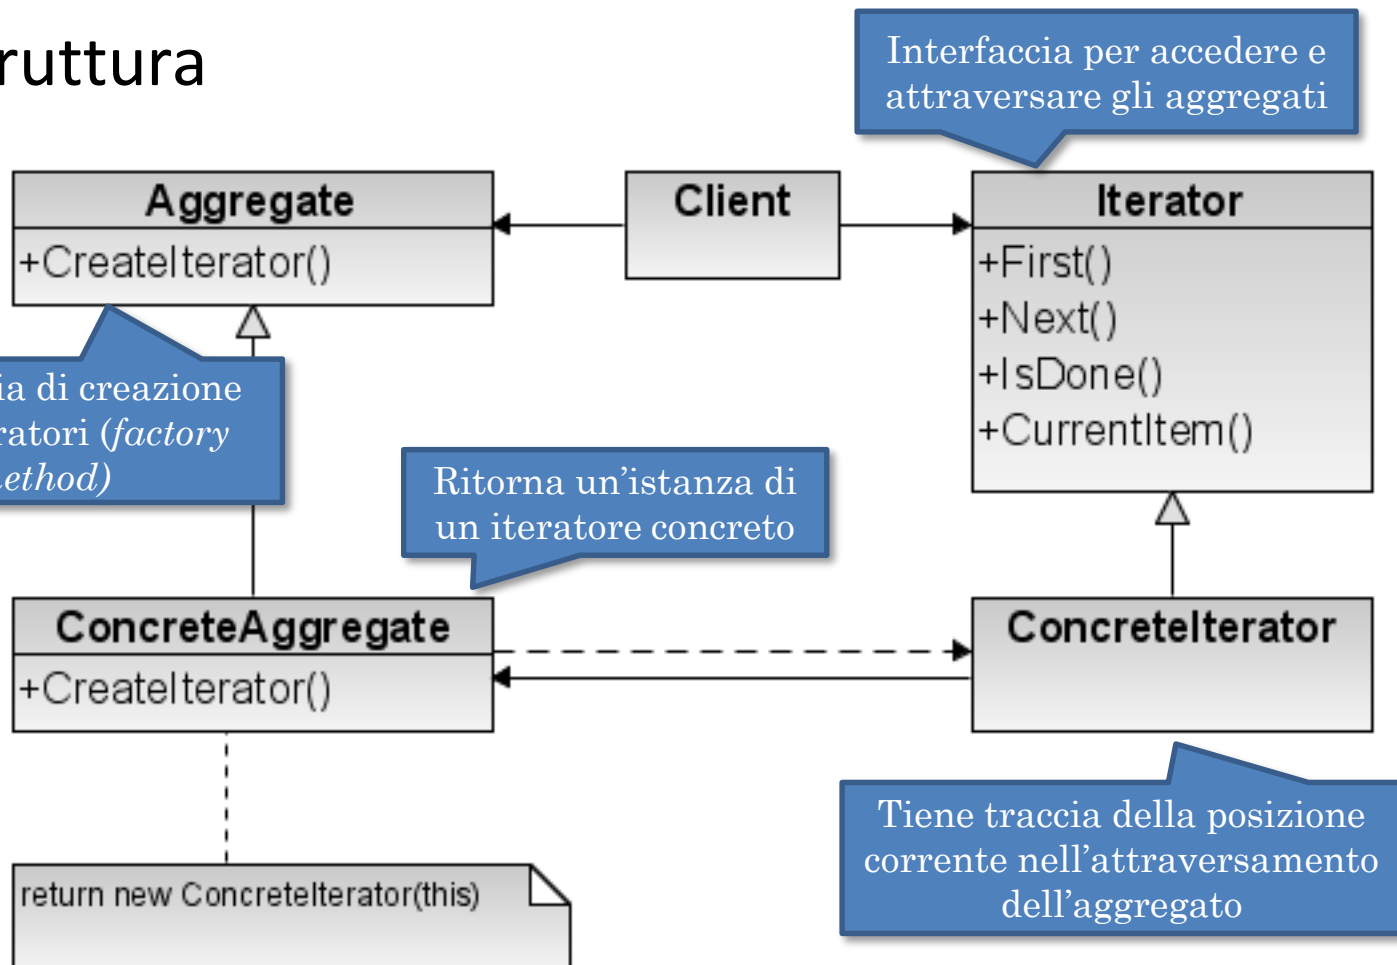 ruttura
Interfaccia per accedere e
attraversare gli aggregati
Aggregate
+CreateIterator()
Client
Iterator
+First()
+Next()
+IsDone()
+CurrentItem()
ia di creazione
ratori (factory
ethod)
Ritorna un’istanza di
un iteratore concreto
ConcreteAggregate
+CreateIterator()
ConcreteIterator
Tiene traccia della posizione
corrente nell’attraversamento
dell’aggregato
return new ConcreteIterator(this)